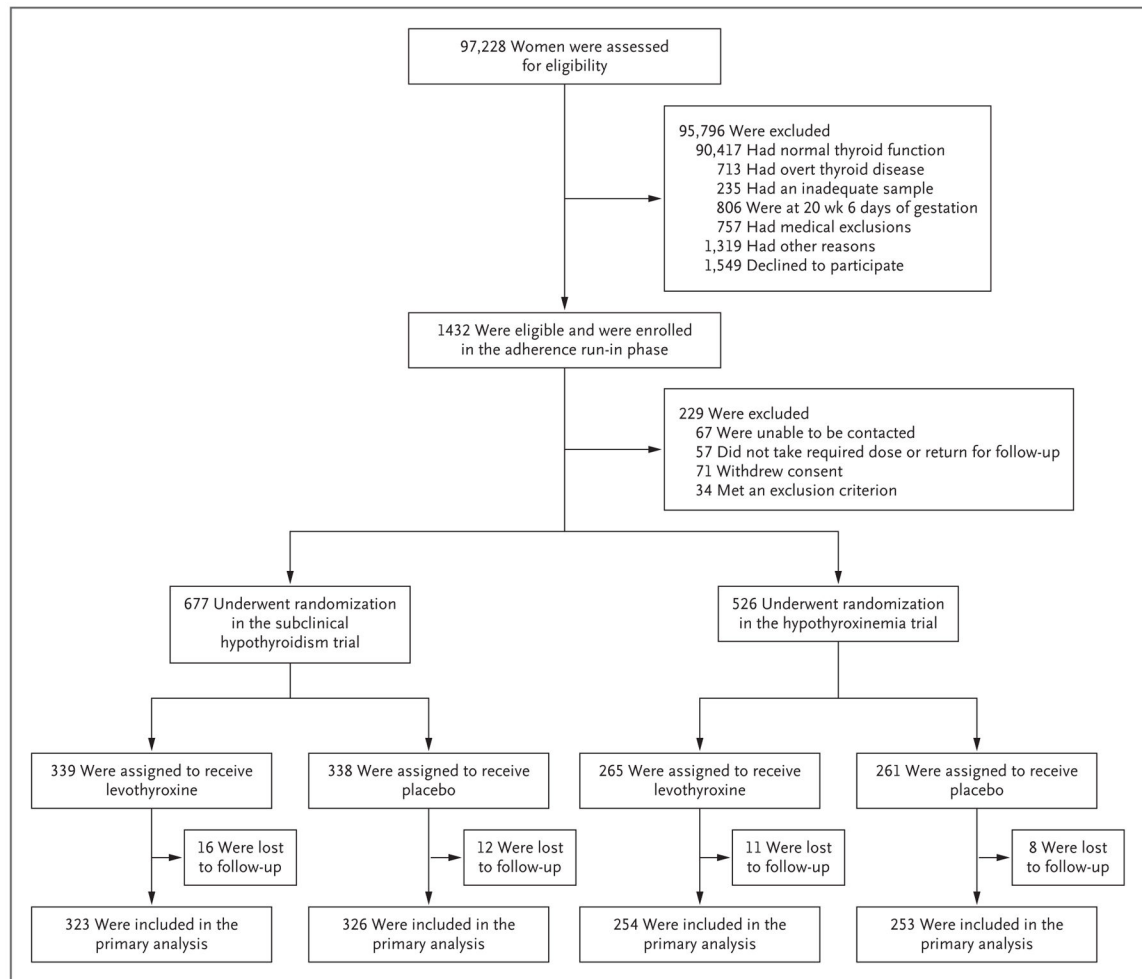 97,228 Women were assessed
for eligibility
95,796 Were excluded
90,417 Had normal thyroid function
713 Had overt thyroid disease
235 Had an inadequate sample
806 Were at 20 wk 6 days of gestation
757 Had medical exclusions
1,319 Had other reasons
1,549 Declined to participate
1432 Were eligible and were enrolled
in the adherence run-in phase
229 Were excluded
67 Were unable to be contacted
57 Did not take required dose or return for follow-up
71 Withdrew consent
34 Met an exclusion criterion
677 Underwent randomization
in the subclinical
hypothyroidism trial
526 Underwent randomization
in the hypothyroxinemia trial
339 Were assigned to receive
levothyroxine
338 Were assigned to receive
placebo
265 Were assigned to receive
levothyroxine
261 Were assigned to receive
placebo
16 Were lost
to follow-up
12 Were lost
to follow-up
11 Were lost
to follow-up
8 Were lost
to follow-up
323 Were included in the
primary analysis
326 Were included in the
primary analysis
254 Were included in the
primary analysis
253 Were included in the
primary analysis